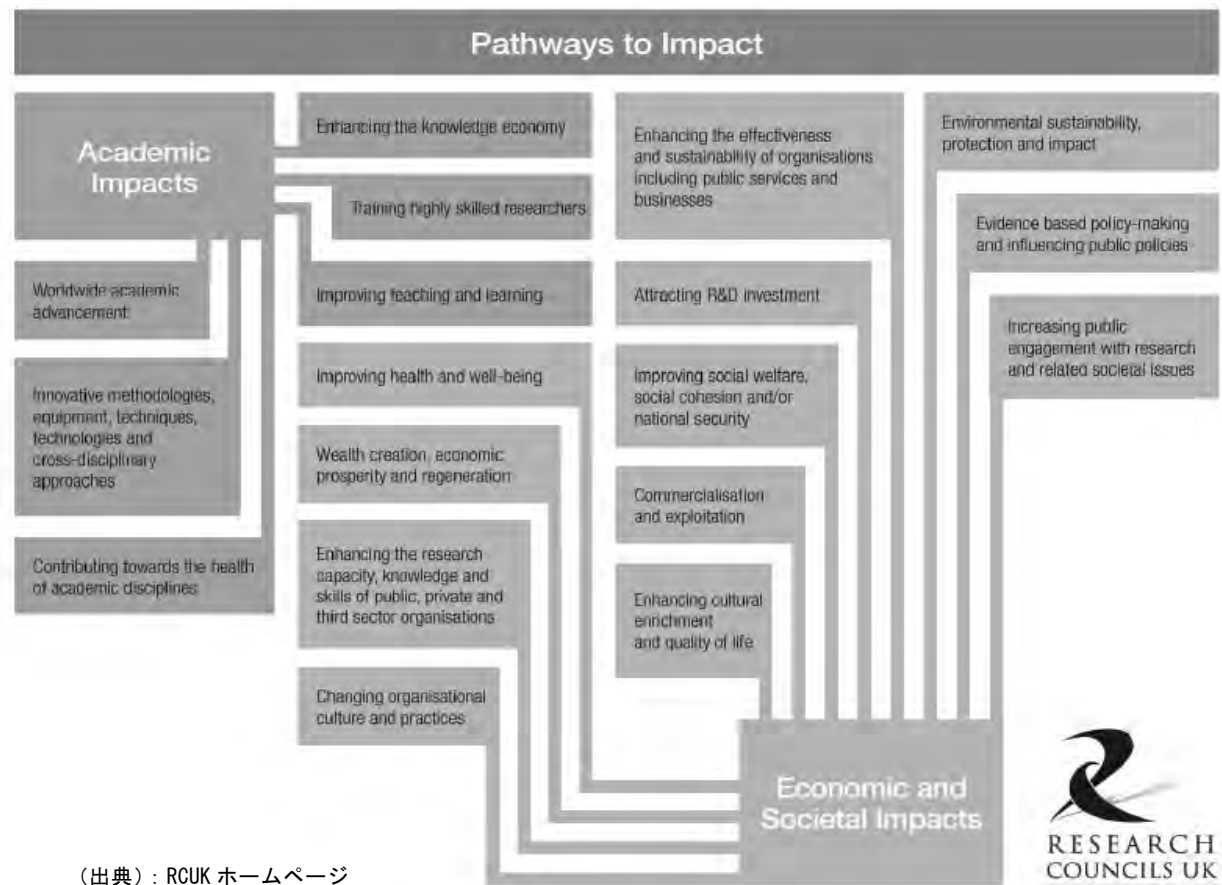 Pathways to Impact
Academic
Impacts
Worldwide academic
advancement
Innovative methodologies,
equipment, techniques,
technologies and
cross-disciplinary
approaches
Contributing towards the health
of academic disciplines
Enhancing the knowledge economy
Training highly skilled researchers
Improving teaching and learning
Improving health and well-being
Wealth creation, economic
prosperity and regeneration
Enhancing the research
capacity, knowledge and
skills of public, private and
third sector organisations
Changing organisational
culture and practices
Enhancing the effectiveness
and sustainability of organisations
including public services and
businesses
Attracting R&D investment
Improving social welfare,
social cohesion and/or
national security
Commercialisation
and exploitation
Enhancing cultural
enrichment
and quality of life
Environmental sustainability,
protection and impact
Evidence based policy-making
and influencing public policies
Increasing public
engagement with research
and related societal issues
Economic and
Societal Impacts
RESEARCH
COUNCILS UK
（出典）：RCUK ホームページ